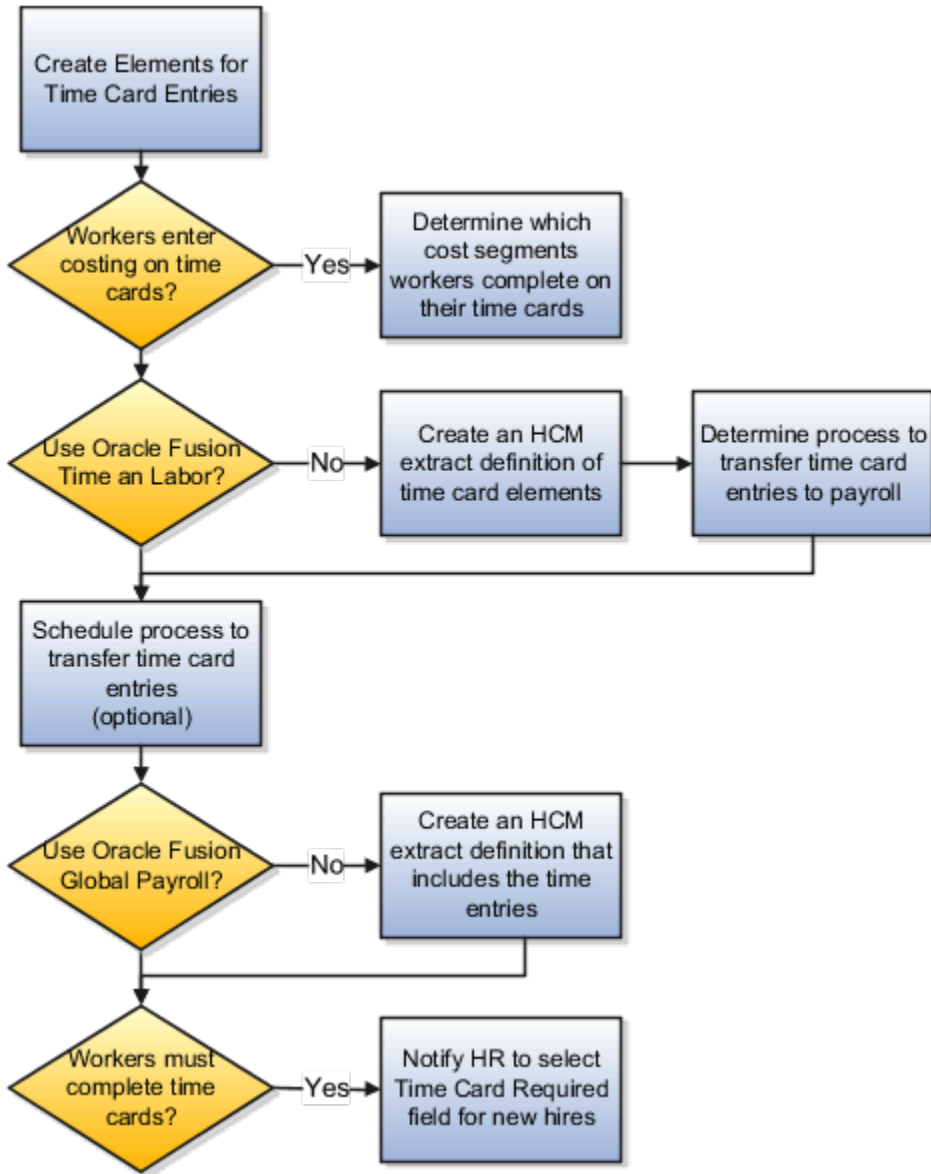 Create Elements for
Time Card Entries
Workers enter
costing on time
cards?
Yes
Determine which
cost segments
workers complete on
their time cards
Use Oracle Fusion
Time an Labor?
No
Create an HCM
extract definition of
time card elements
Determine process to
transfer time card
entries to payroll
Schedule process to
transfer time card
entries
(optional)
Use Oracle Fusion
Global Payroll?
No
Create an HCM
extract definition that
includes the time
entries
Workers must
complete time
cards?
Yes
Notify HR to select
Time Card Required
field for new hires